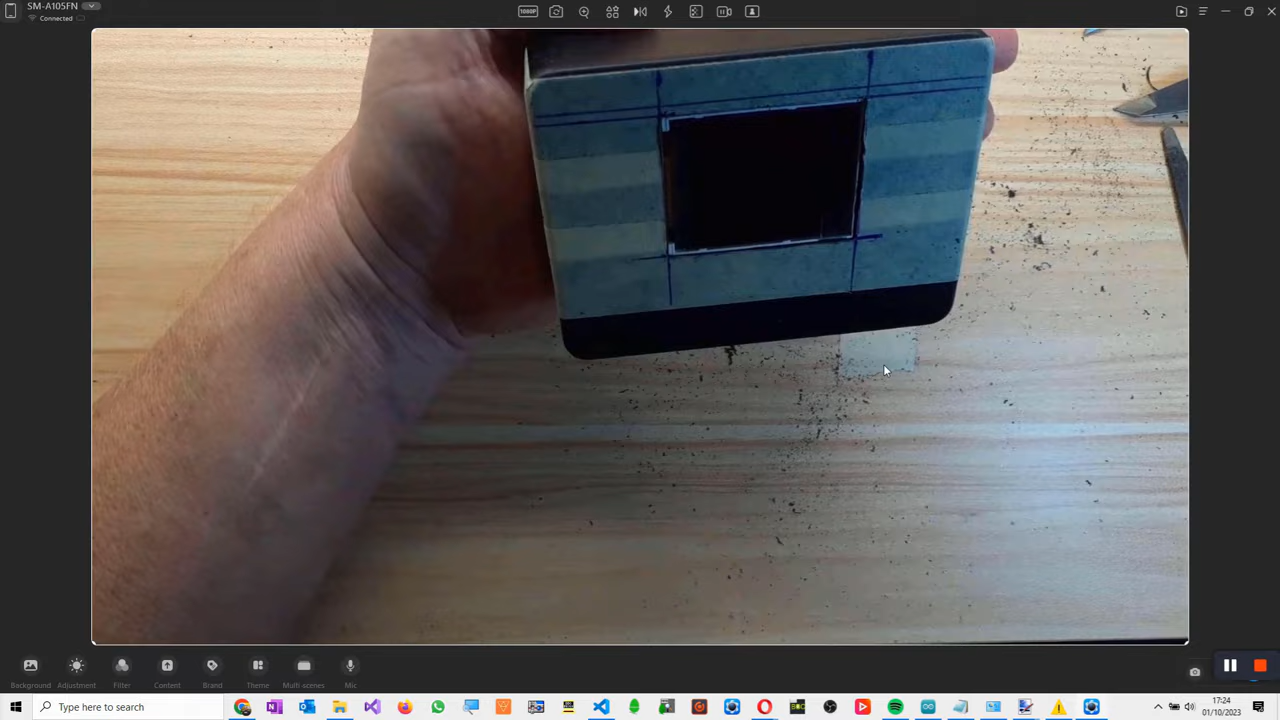 SM-A105FN
Connected
1080P
Background
Adjustment
Filter
Content
Brand
Theme
Multi-scenes
Mic
Type here to search
17:24
01/10/2023